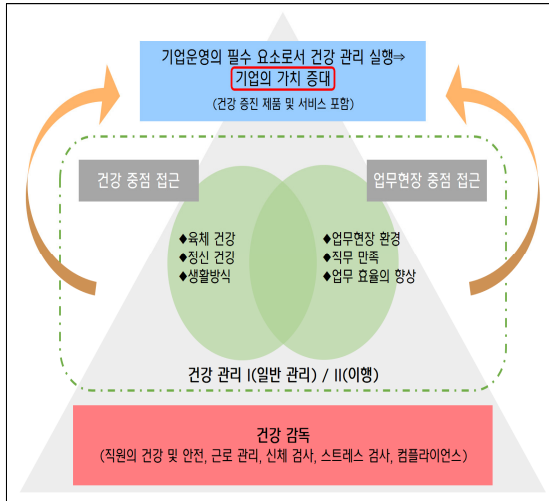 기업운영의 필수 요소로서 건강 관리 실행⇒
기업의 가치 증대
(건강 증진 제품 및 서비스 포함)
건강 중점 접근
업무현장 중점 접근
◆육체 건강
◆정신 건강
◆생활방식
◆업무현장 환경
◆직무 만족
◆업무 효율의 향상
건강 관리 I(일반 관리) / II(이행)
건강 감독
(직원의 건강 및 안전, 근로 관리, 신체 검사, 스트레스 검사, 컴플라이언스)